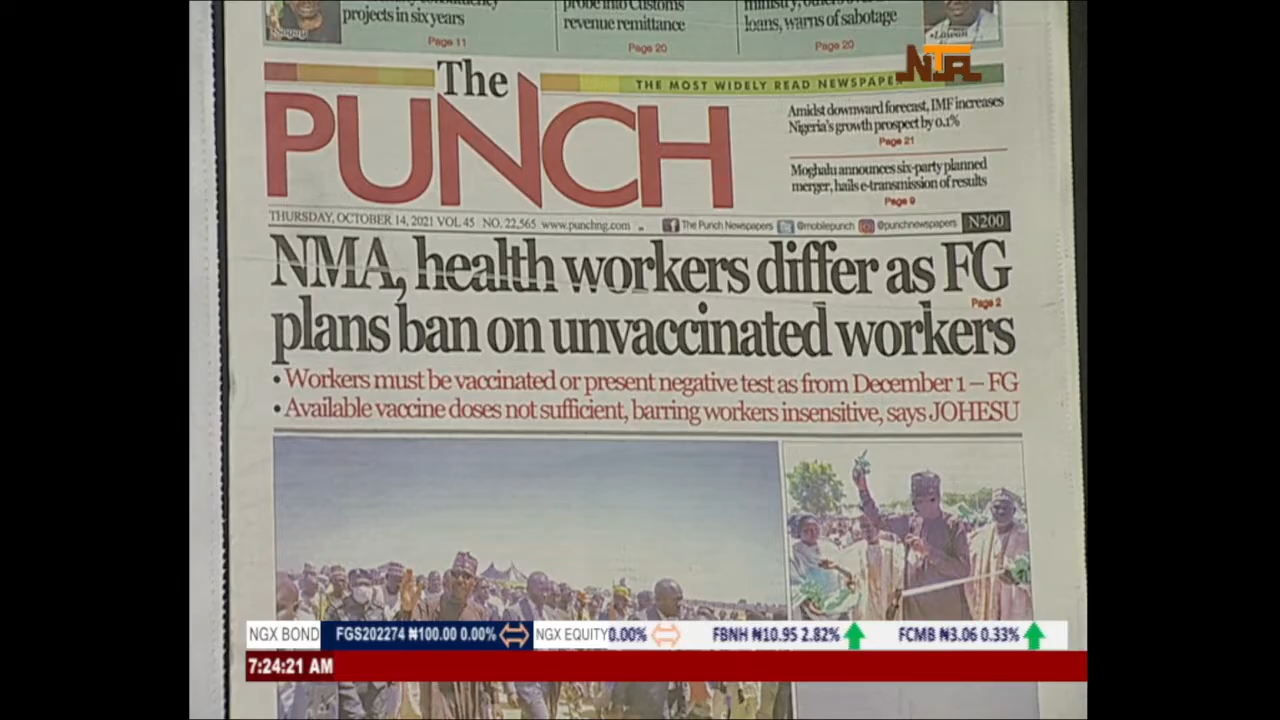 projects in six years
Page 11
probe into Customs
revenue remittance
Page 20
loans, warns of sabotage
Page 20
Lawan
NTA
The
PUNCH
THE MOST WIDELY READ NEWSPAPE
Amidst downward forecast, IMF increases
Nigeria's growth prospect by 0.1%
Page 21
Moghalu announces six-party planned
merger, hails e-transmission of results
Page 9
THURSDAY, OCTOBER 14, 2021 VOL 45 NO. 22,565 www.punchng.com
The Punch Newspapers @mobilepunch @punchnewspapers N200
NMA, health workers differ as FG
Page 2
plans ban on unvaccinated workers
• Workers must be vaccinated or present negative test as from December 1 – FG
• Available vaccine doses not sufficient, barring workers insensitive, says JOHESU
NGX BOND FGS202274 ₦100.00 0.00% NGX EQUITY 0.00% FBNH ₦10.95 2.82% FCMB ₦3.06 0.33%
7:24:21 AM